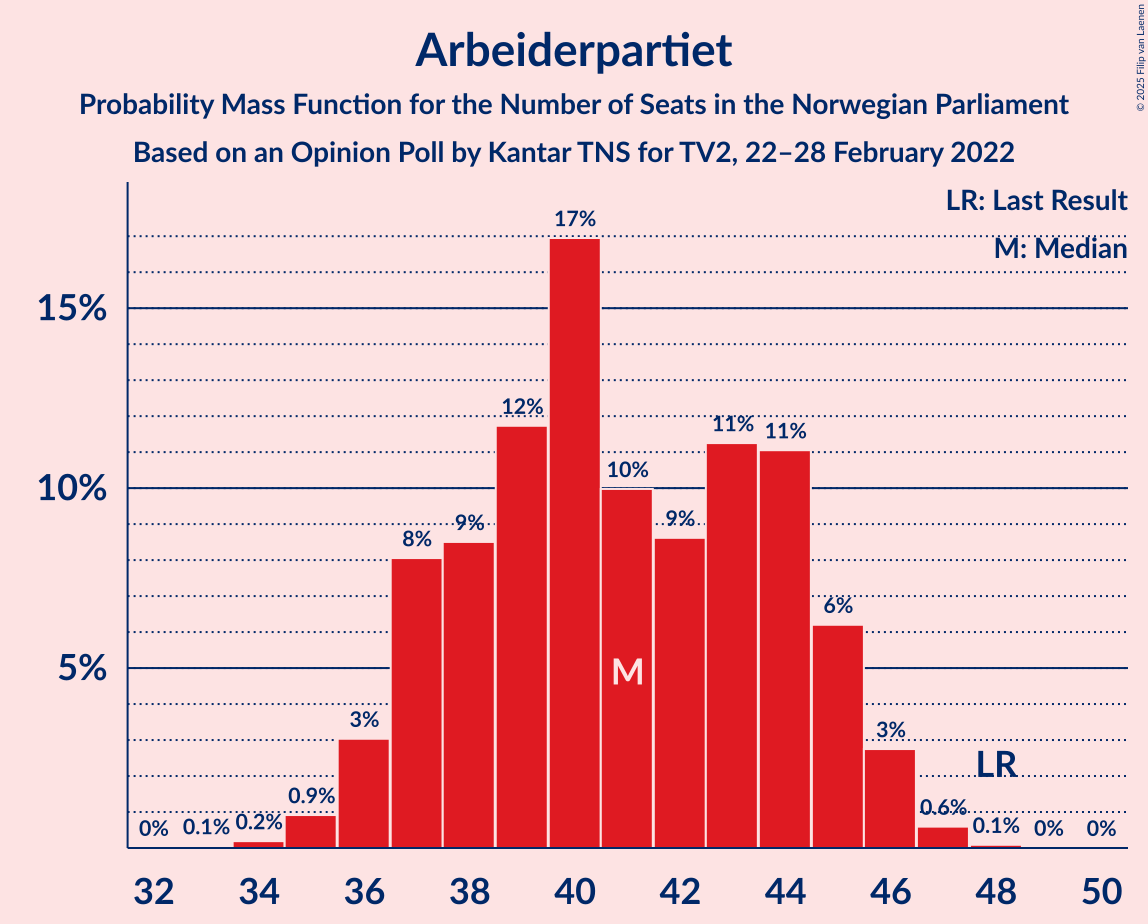 Arbeiderpartiet
Probability Mass Function for the Number of Seats in the Norwegian Parliament
Based on an Opinion Poll by Kantar TNS for TV2, 22–28 February 2022
© 2025 Filip van Laenen
LR: Last Result
M: Median
15%
10%
5%
0%
0.1%
0.2%
0.9%
3%
8%
9%
12%
17%
10%
9%
11%
11%
6%
3%
0.6%
0.1%
0%
0%
M
LR
32 34 36 38 40 42 44 46 48 50